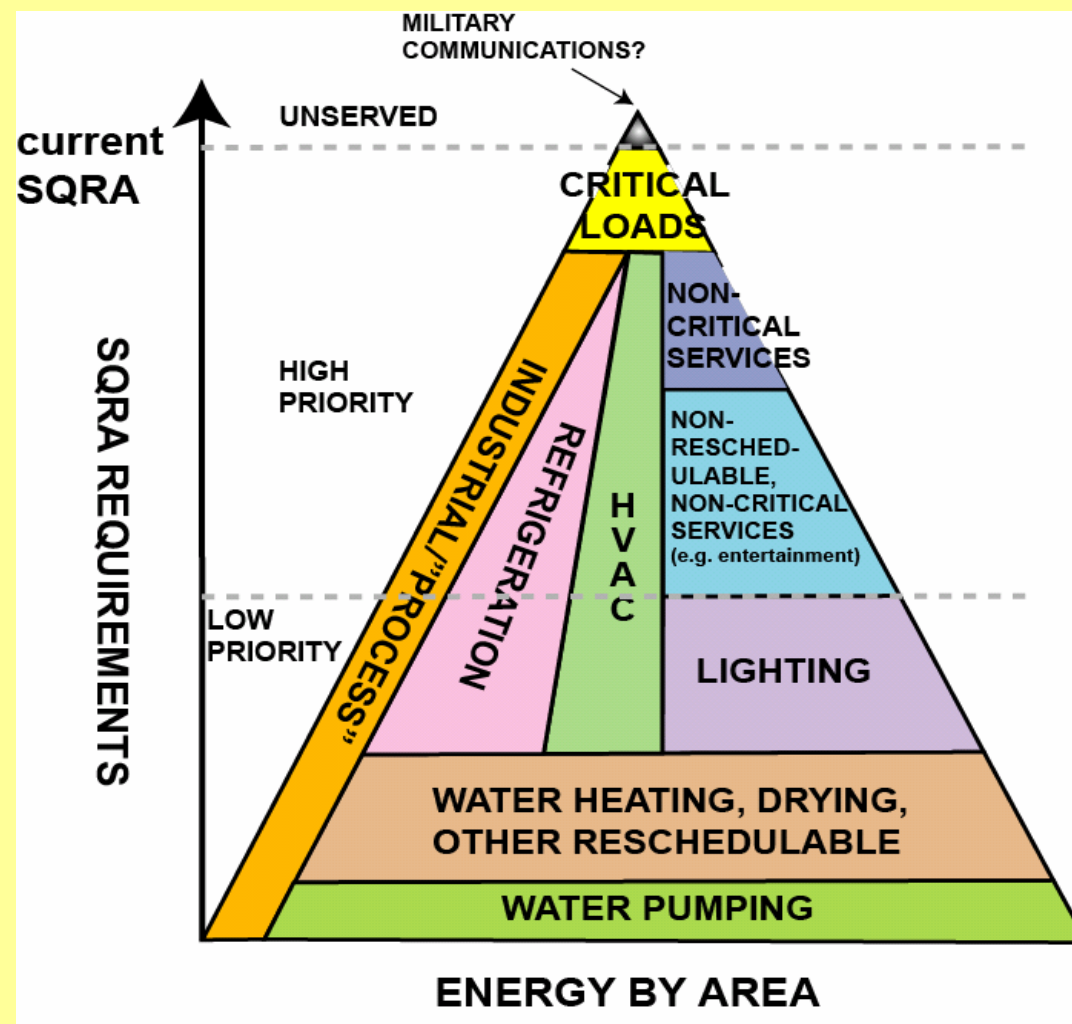 MILITARY
COMMUNICATIONS?
UNSERVED
current
SQRA
CRITICAL
LOADS
NON-
CRITICAL
SERVICES
HIGH
PRIORITY
SQRA REQUIREMENTS
INDUSTRIAL/“PROCESS”
REFRIGERATION
H
V
A
C
NON-
RESCHED-
ULABLE,
NON-CRITICAL
SERVICES
(e.g. entertainment)
LOW
PRIORITY
LIGHTING
WATER HEATING, DRYING,
OTHER RESCHEDULABLE
WATER PUMPING
ENERGY BY AREA